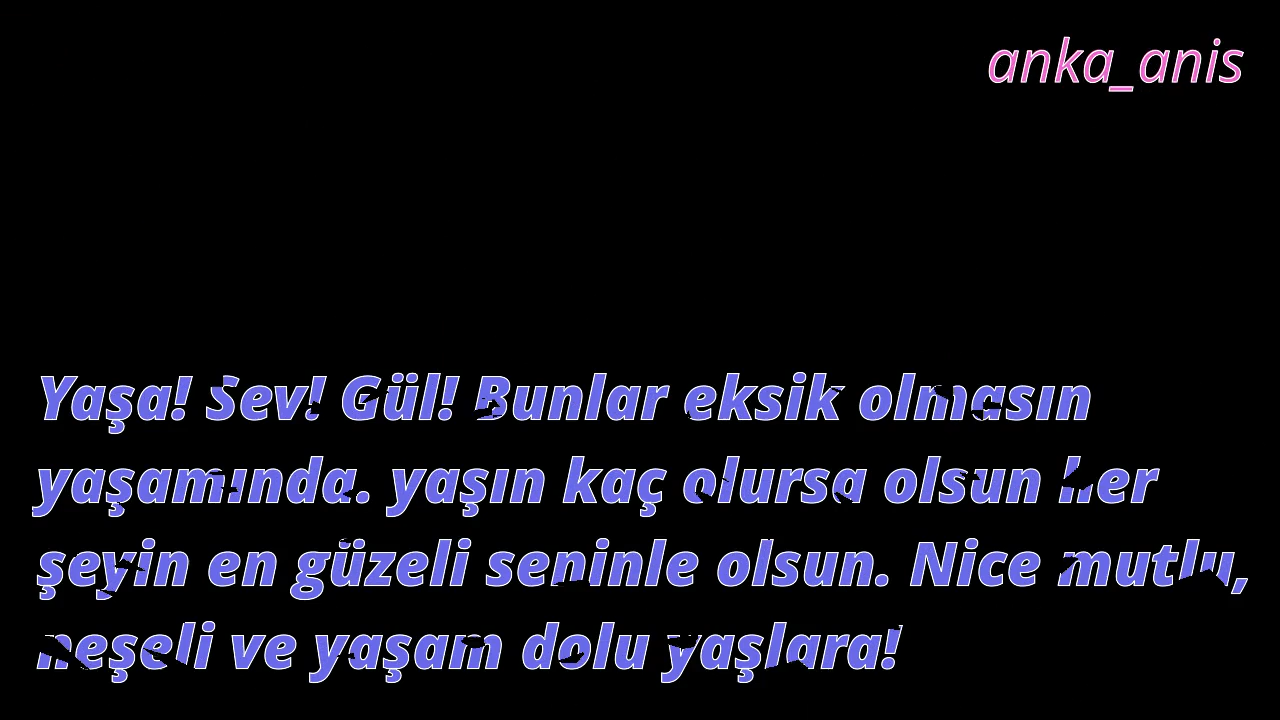 anka_anis
Yaşa! Sev! Gül! Bunlar eksik olmasın
yaşamında. yaşın kaç olursa olsun her
şeyin en güzeli seninle olsun. Nice mutlu,
neşeli ve yaşam dolu yaşlara!